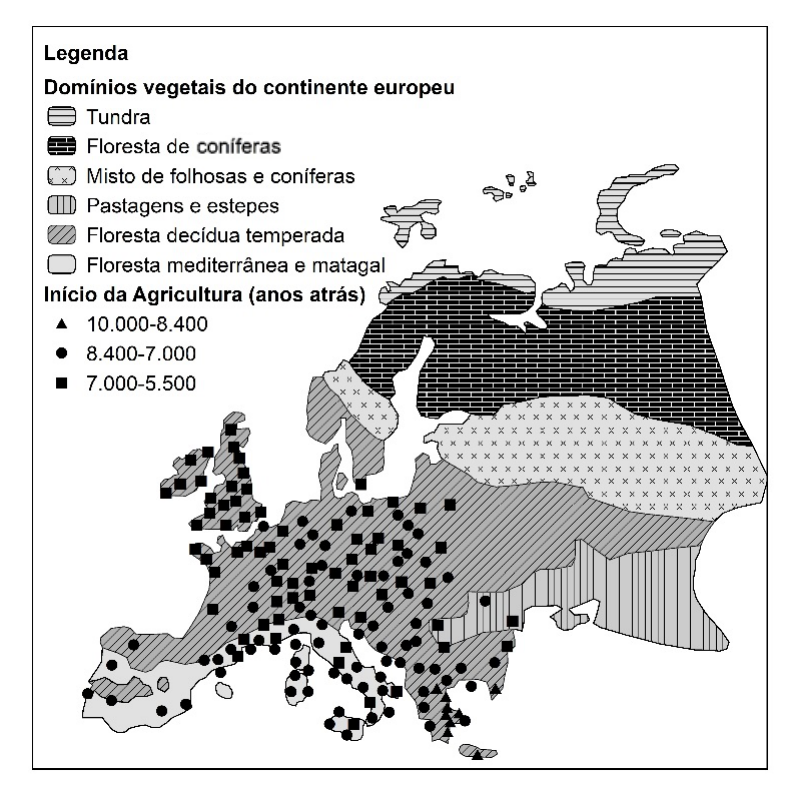 Legenda
Domínios vegetais do continente europeu
Tundra
Floresta de coníferas
Misto de folhosas e coníferas
Pastagens e estepes
Floresta decídua temperada
Floresta mediterrânea e matagal
Início da Agricultura (anos atrás)
10.000-8.400
8.400-7.000
7.000-5.500